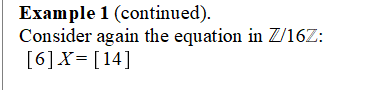 Example 1 (continued).
Consider again the equation in ℤ/16ℤ:
[6] X= [14]